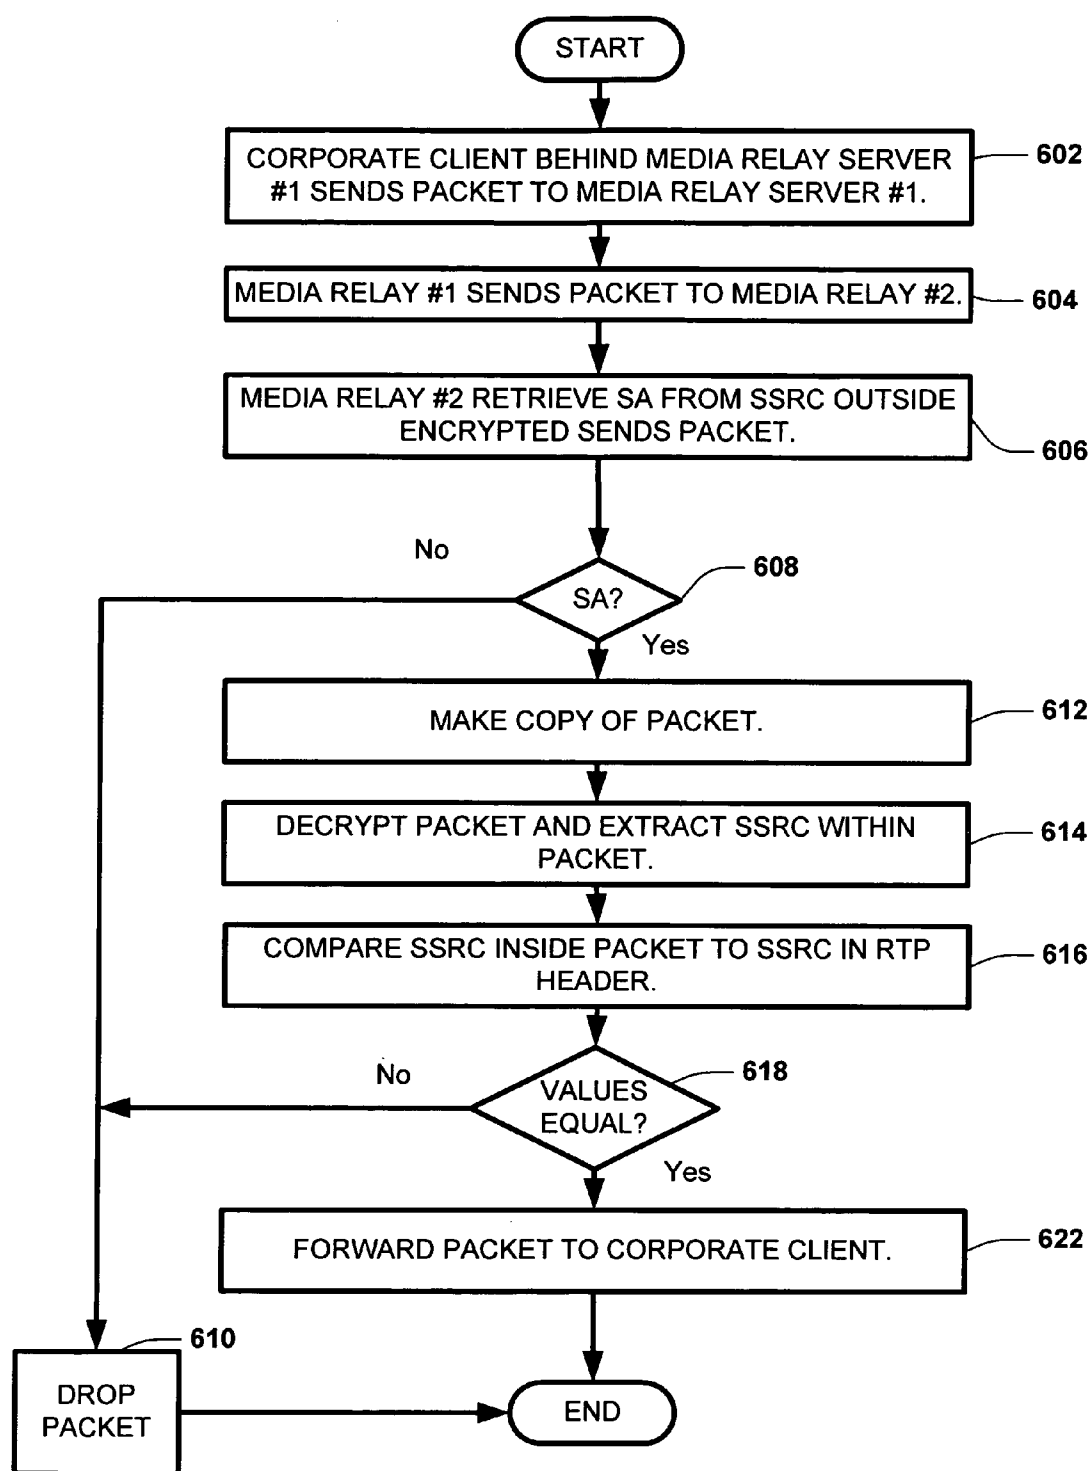 START
CORPORATE CLIENT BEHIND MEDIA RELAY SERVER
#1 SENDS PACKET TO MEDIA RELAY SERVER #1.
602
MEDIA RELAY #1 SENDS PACKET TO MEDIA RELAY #2.
604
MEDIA RELAY #2 RETRIEVE SA FROM SSRC OUTSIDE
ENCRYPTED SENDS PACKET.
606
No
SA?
608
Yes
MAKE COPY OF PACKET.
612
DECRYPT PACKET AND EXTRACT SSRC WITHIN
PACKET.
614
COMPARE SSRC INSIDE PACKET TO SSRC IN RTP
HEADER.
616
No
VALUES
EQUAL?
618
Yes
FORWARD PACKET TO CORPORATE CLIENT.
622
610
DROP
PACKET
END